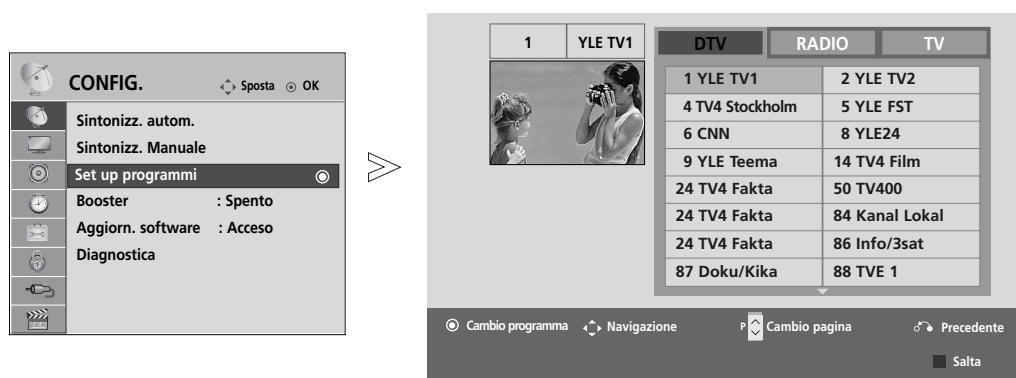 CONFIG. Sposta OK
Sintonizz. autom.
Sintonizz. Manuale
Set up programmi
Booster : Spento
Aggiorn. software : Acceso
Diagnostica
1 YLE TV1
DTV RADIO TV
1 YLE TV1 2 YLE TV2
4 TV4 Stockholm 5 YLE FST
6 CNN 8 YLE24
9 YLE Teema 14 TV4 Film
24 TV4 Fakta 50 TV400
24 TV4 Fakta 84 Kanal Lokal
24 TV4 Fakta 86 Info/3sat
87 Doku/Kika 88 TVE 1
Cambio programma Navigazione P Cambio pagina Precedente
Salta